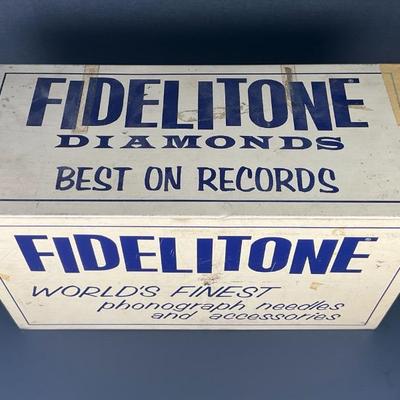 FIDELITONE®
DIAMONDS
BEST ON RECORDS
FIDELITONE®
WORLD'S FINEST
phonograph needles
and accessories